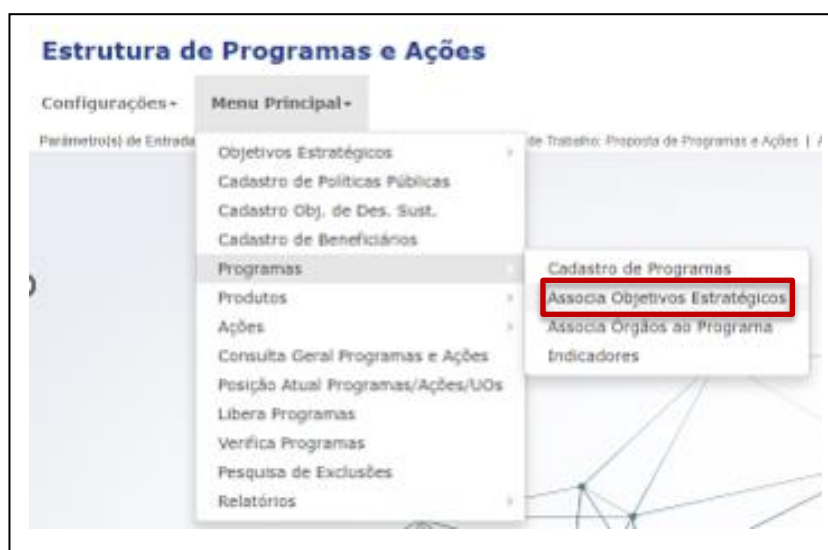 Estrutura de Programas e Ações
Configurações Menu Principal
Parâmetro(s) de Entrada de Trabalho: Proposta de Programas e Ações |
Objetivos Estratégicos
Cadastro de Políticas Públicas
Cadastro Obj. de Des. Sust.
Cadastro de Beneficiários
Programas
Cadastro de Programas
Produtos
Associa Objetivos Estratégicos
Ações
Associa Órgãos ao Programa
Consulta Geral Programas e Ações
Indicadores
Posição Atual Programas/Ações/UOs
Libera Programas
Verifica Programas
Pesquisa de Exclusões
Relatórios